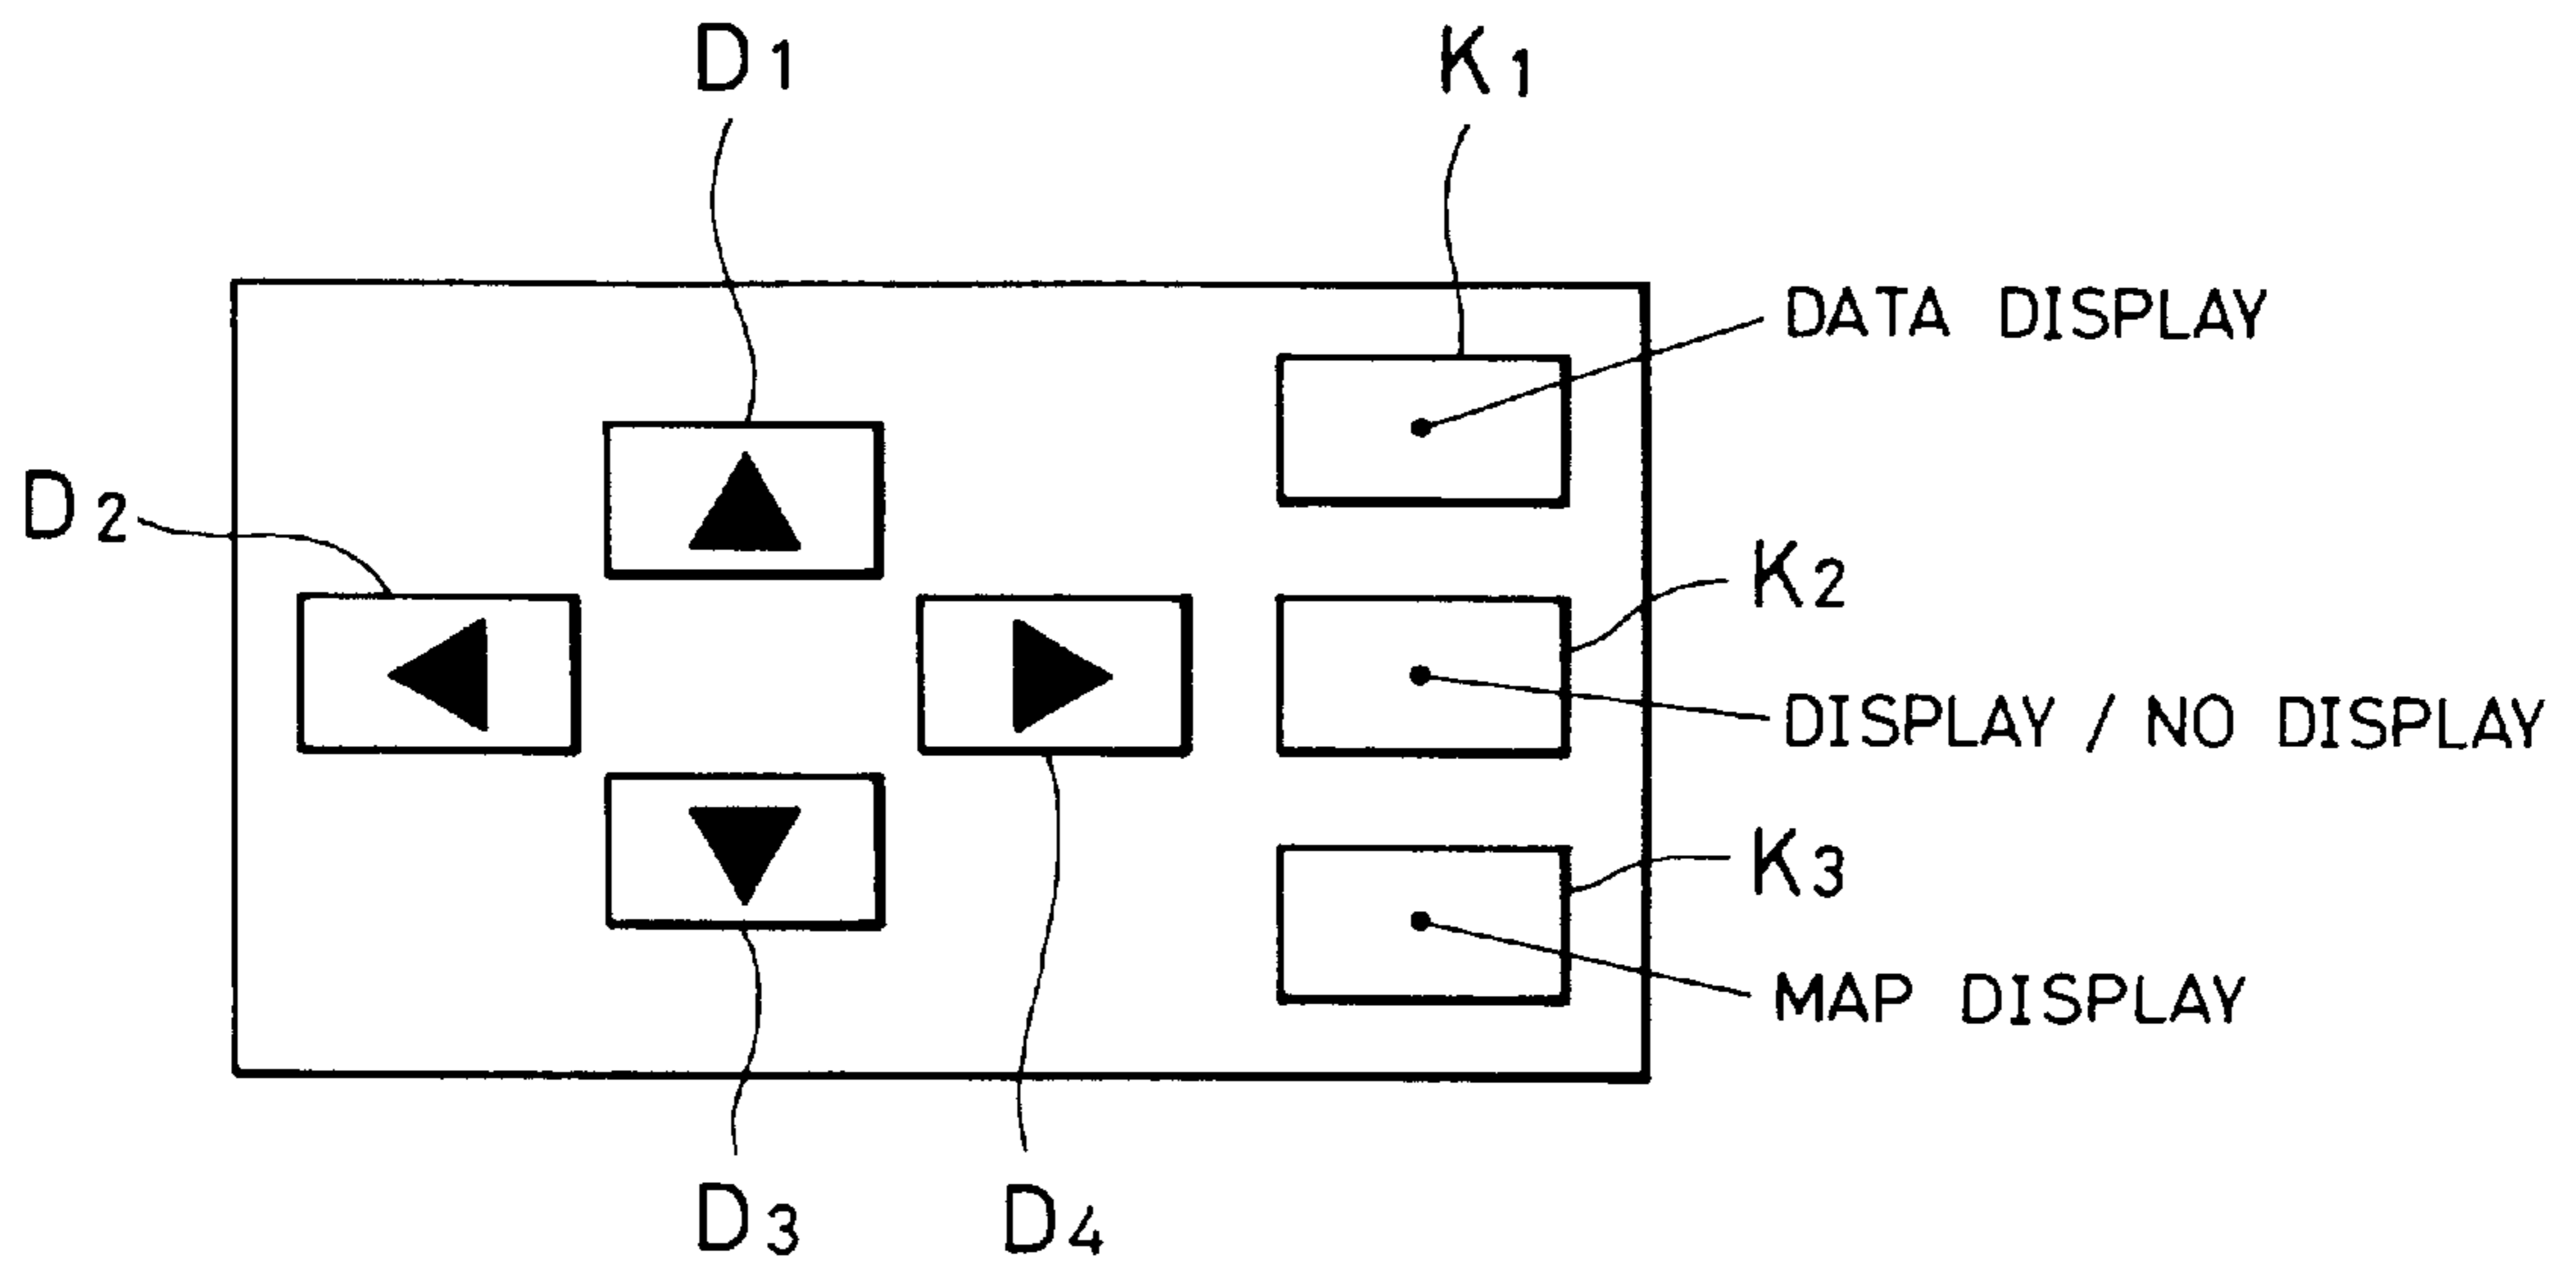 D1
K1
DATA DISPLAY
D2
K2
DISPLAY / NO DISPLAY
K3
MAP DISPLAY
D3
D4